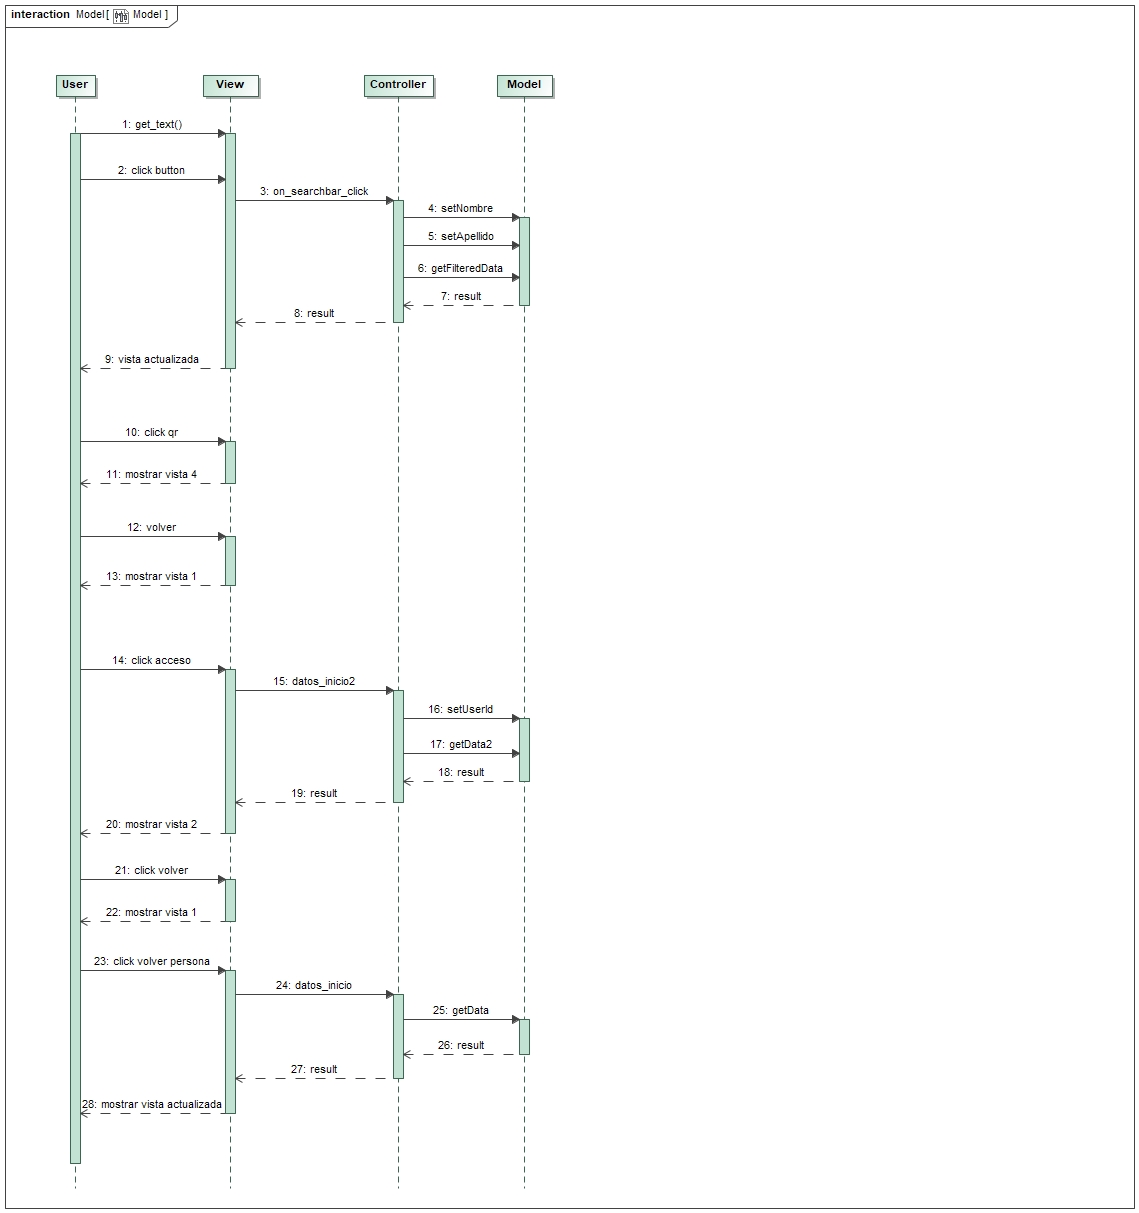 interaction Model[ Model ]
User View Controller Model
1: get_text()
2: click button
3: on_searchbar_click
4: setNombre
5: setApellido
6: getFilteredData
7: result
8: result
9: vista actualizada
10: click qr
11: mostrar vista 4
12: volver
13: mostrar vista 1
14: click acceso
15: datos_inicio2
16: setUserId
17: getData2
18: result
19: result
20: mostrar vista 2
21: click volver
22: mostrar vista 1
23: click volver persona
24: datos_inicio
25: getData
26: result
27: result
28: mostrar vista actualizada